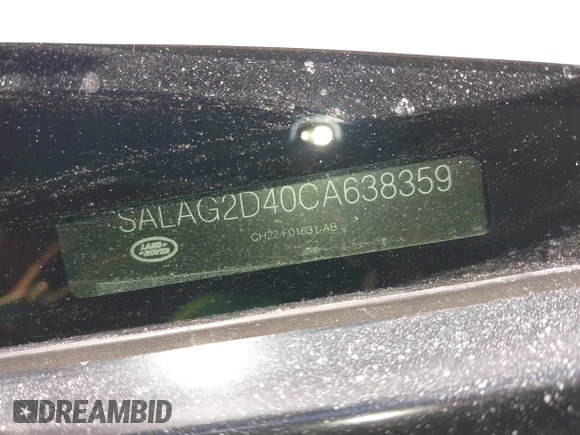 SALAG2D40CA638359
CH22-F01631-AB
LAND
ROVER
DREAMBID